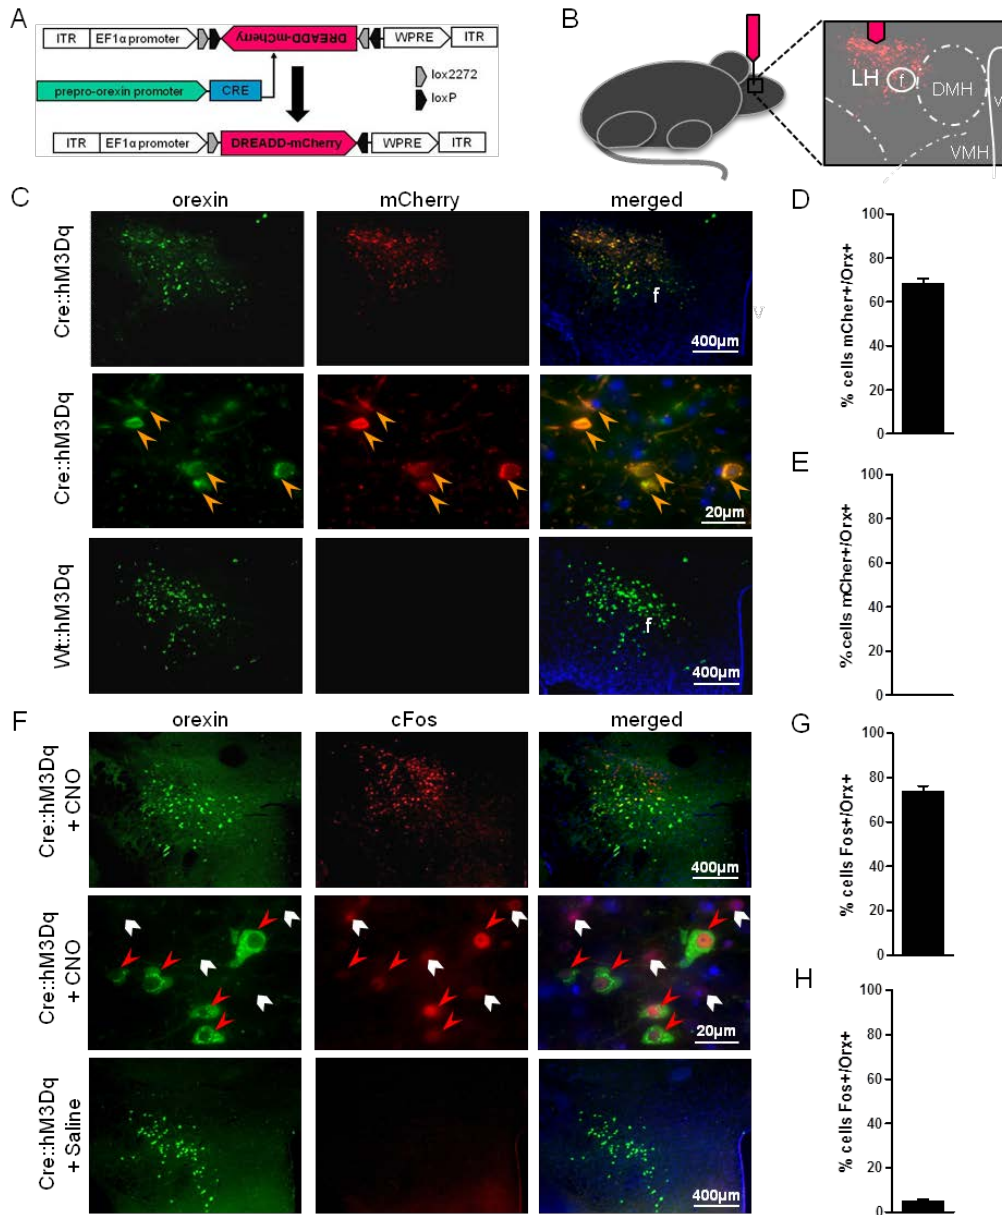 A
ITR EF1α promoter DREADD-mCherry WPRE ITR
lox2272
loxP
prepro-orexin promoter CRE
ITR EF1α promoter DREADD-mCherry WPRE ITR
B
LH f DMH v
VMH
C
orexin mCherry merged
Cre::hM3Dq
f
v
400µm
Cre::hM3Dq
20µm
Wt::hM3Dq
f
400µm
D
% cells mCher+/Orx+
100
80
60
40
20
0
E
% cells mCher+/Orx+
100
80
60
40
20
0
F
orexin cFos merged
Cre::hM3Dq
+ CNO
400µm
Cre::hM3Dq
+ CNO
20µm
Cre::hM3Dq
+ Saline
400µm
G
% cells Fos+/Orx+
100
80
60
40
20
0
H
% cells Fos+/Orx+
100
80
60
40
20
0